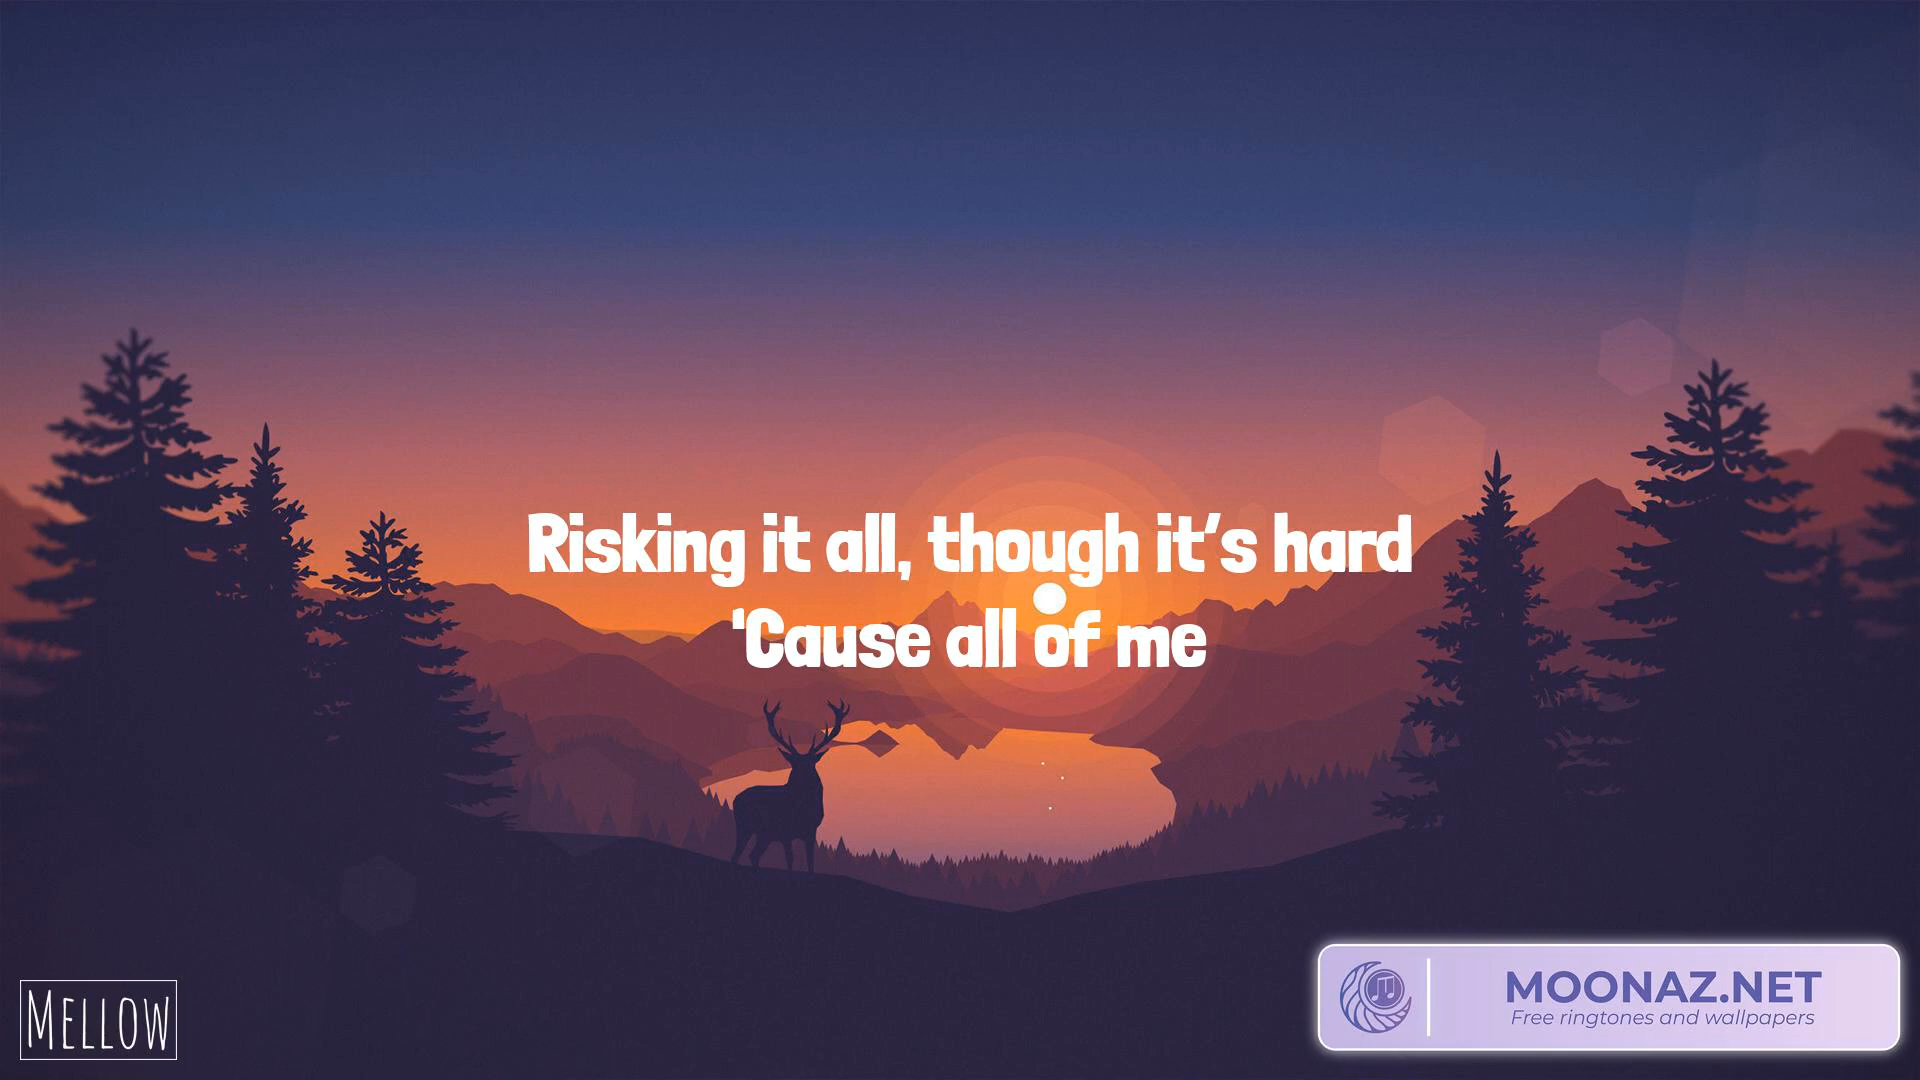 Risking it all, though it's hard
'Cause all of me
MELLOW
MOONAZ.NET
Free ringtones and wallpapers